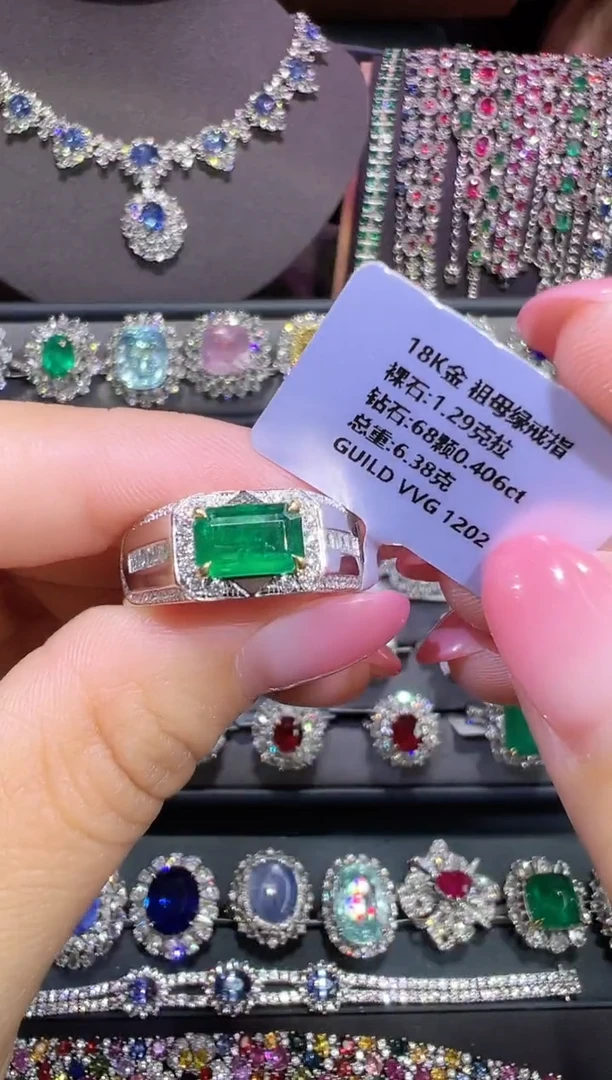 18K金 祖母绿戒指
裸石:1.29克拉
钻石:68颗0.406ct
总重:6.38克
GUILD VVG 1202